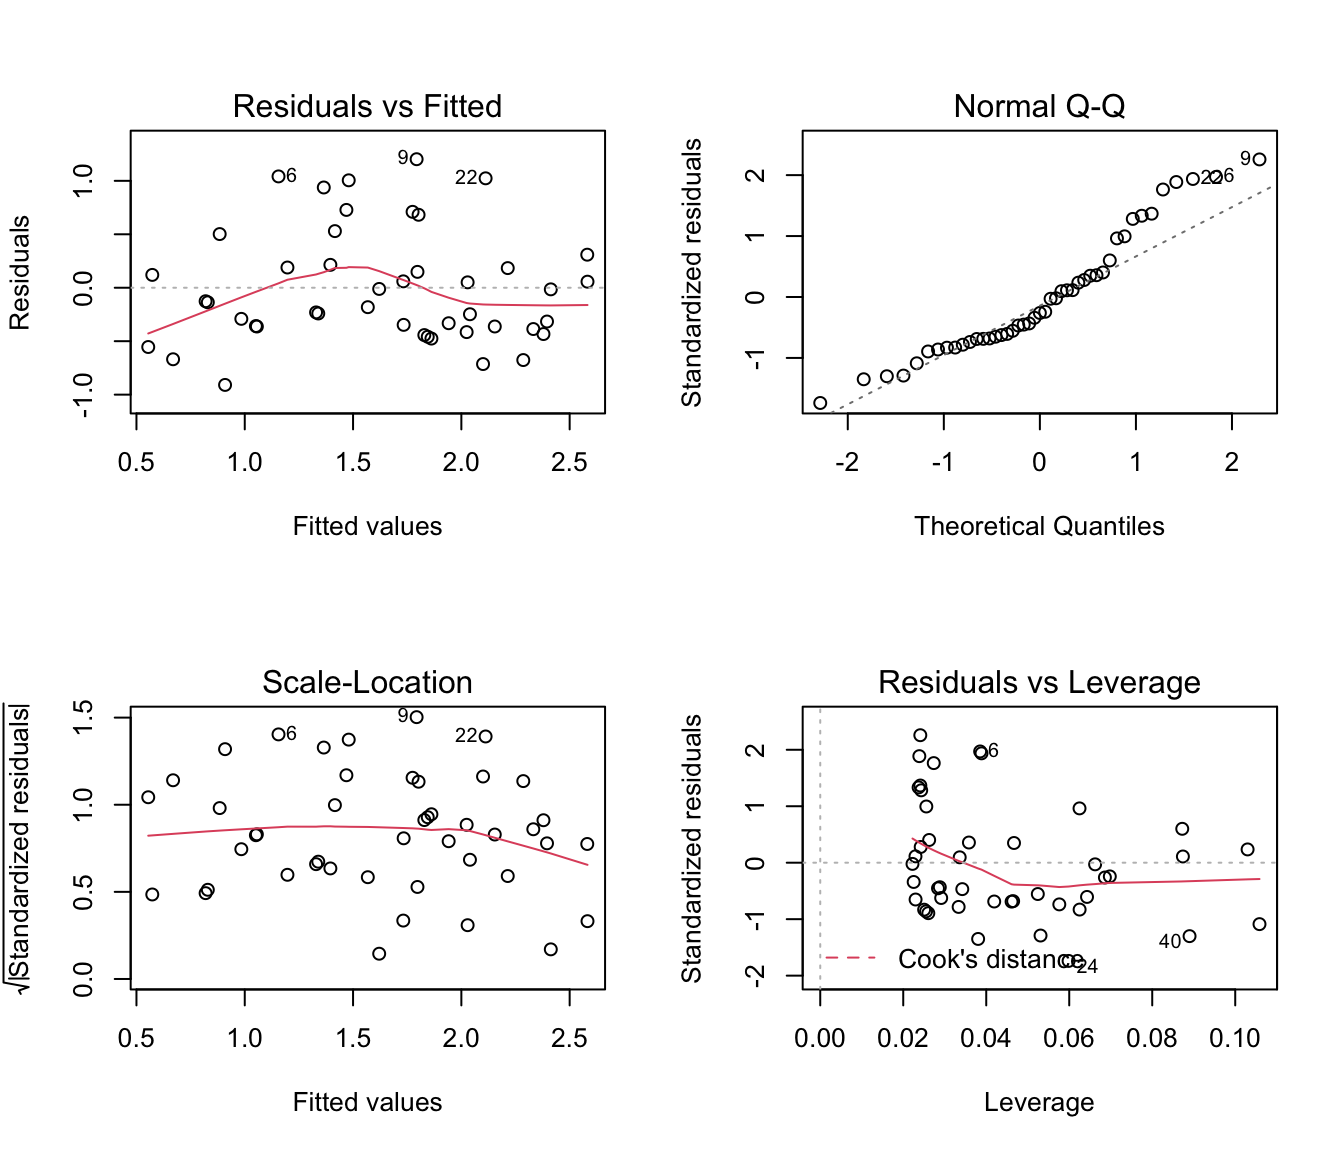 Residuals vs Fitted
Residuals
1.0
0.0
-1.0
6
9
22
0.5 1.0 1.5 2.0 2.5
Fitted values
Normal Q-Q
Standardized residuals
2
1
0
-1
9
22
6
-2 -1 0 1 2
Theoretical Quantiles
Scale-Location
√|Standardized residuals|
1.5
1.0
0.5
0.0
6
9
22
0.5 1.0 1.5 2.0 2.5
Fitted values
Residuals vs Leverage
Standardized residuals
2
1
0
-1
-2
6
40
Cook's distance
24
0.00 0.02 0.04 0.06 0.08 0.10
Leverage